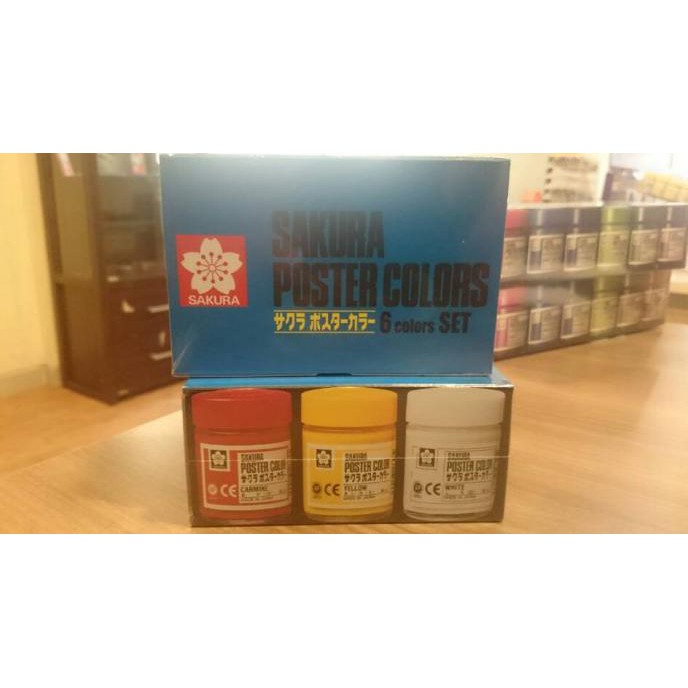 SAKURA
POSTER COLORS
サクラ ポスターカラー 6 colors SET
SAKURA
SAKURA
POSTER COLOR
サクラ ポスターカラー
CE
CARMINE
SAKURA
POSTER COLOR
サクラ ポスターカラー
CE
YELLOW
SAKURA
POSTER COLOR
サクラ ポスターカラー
CE
WHITE